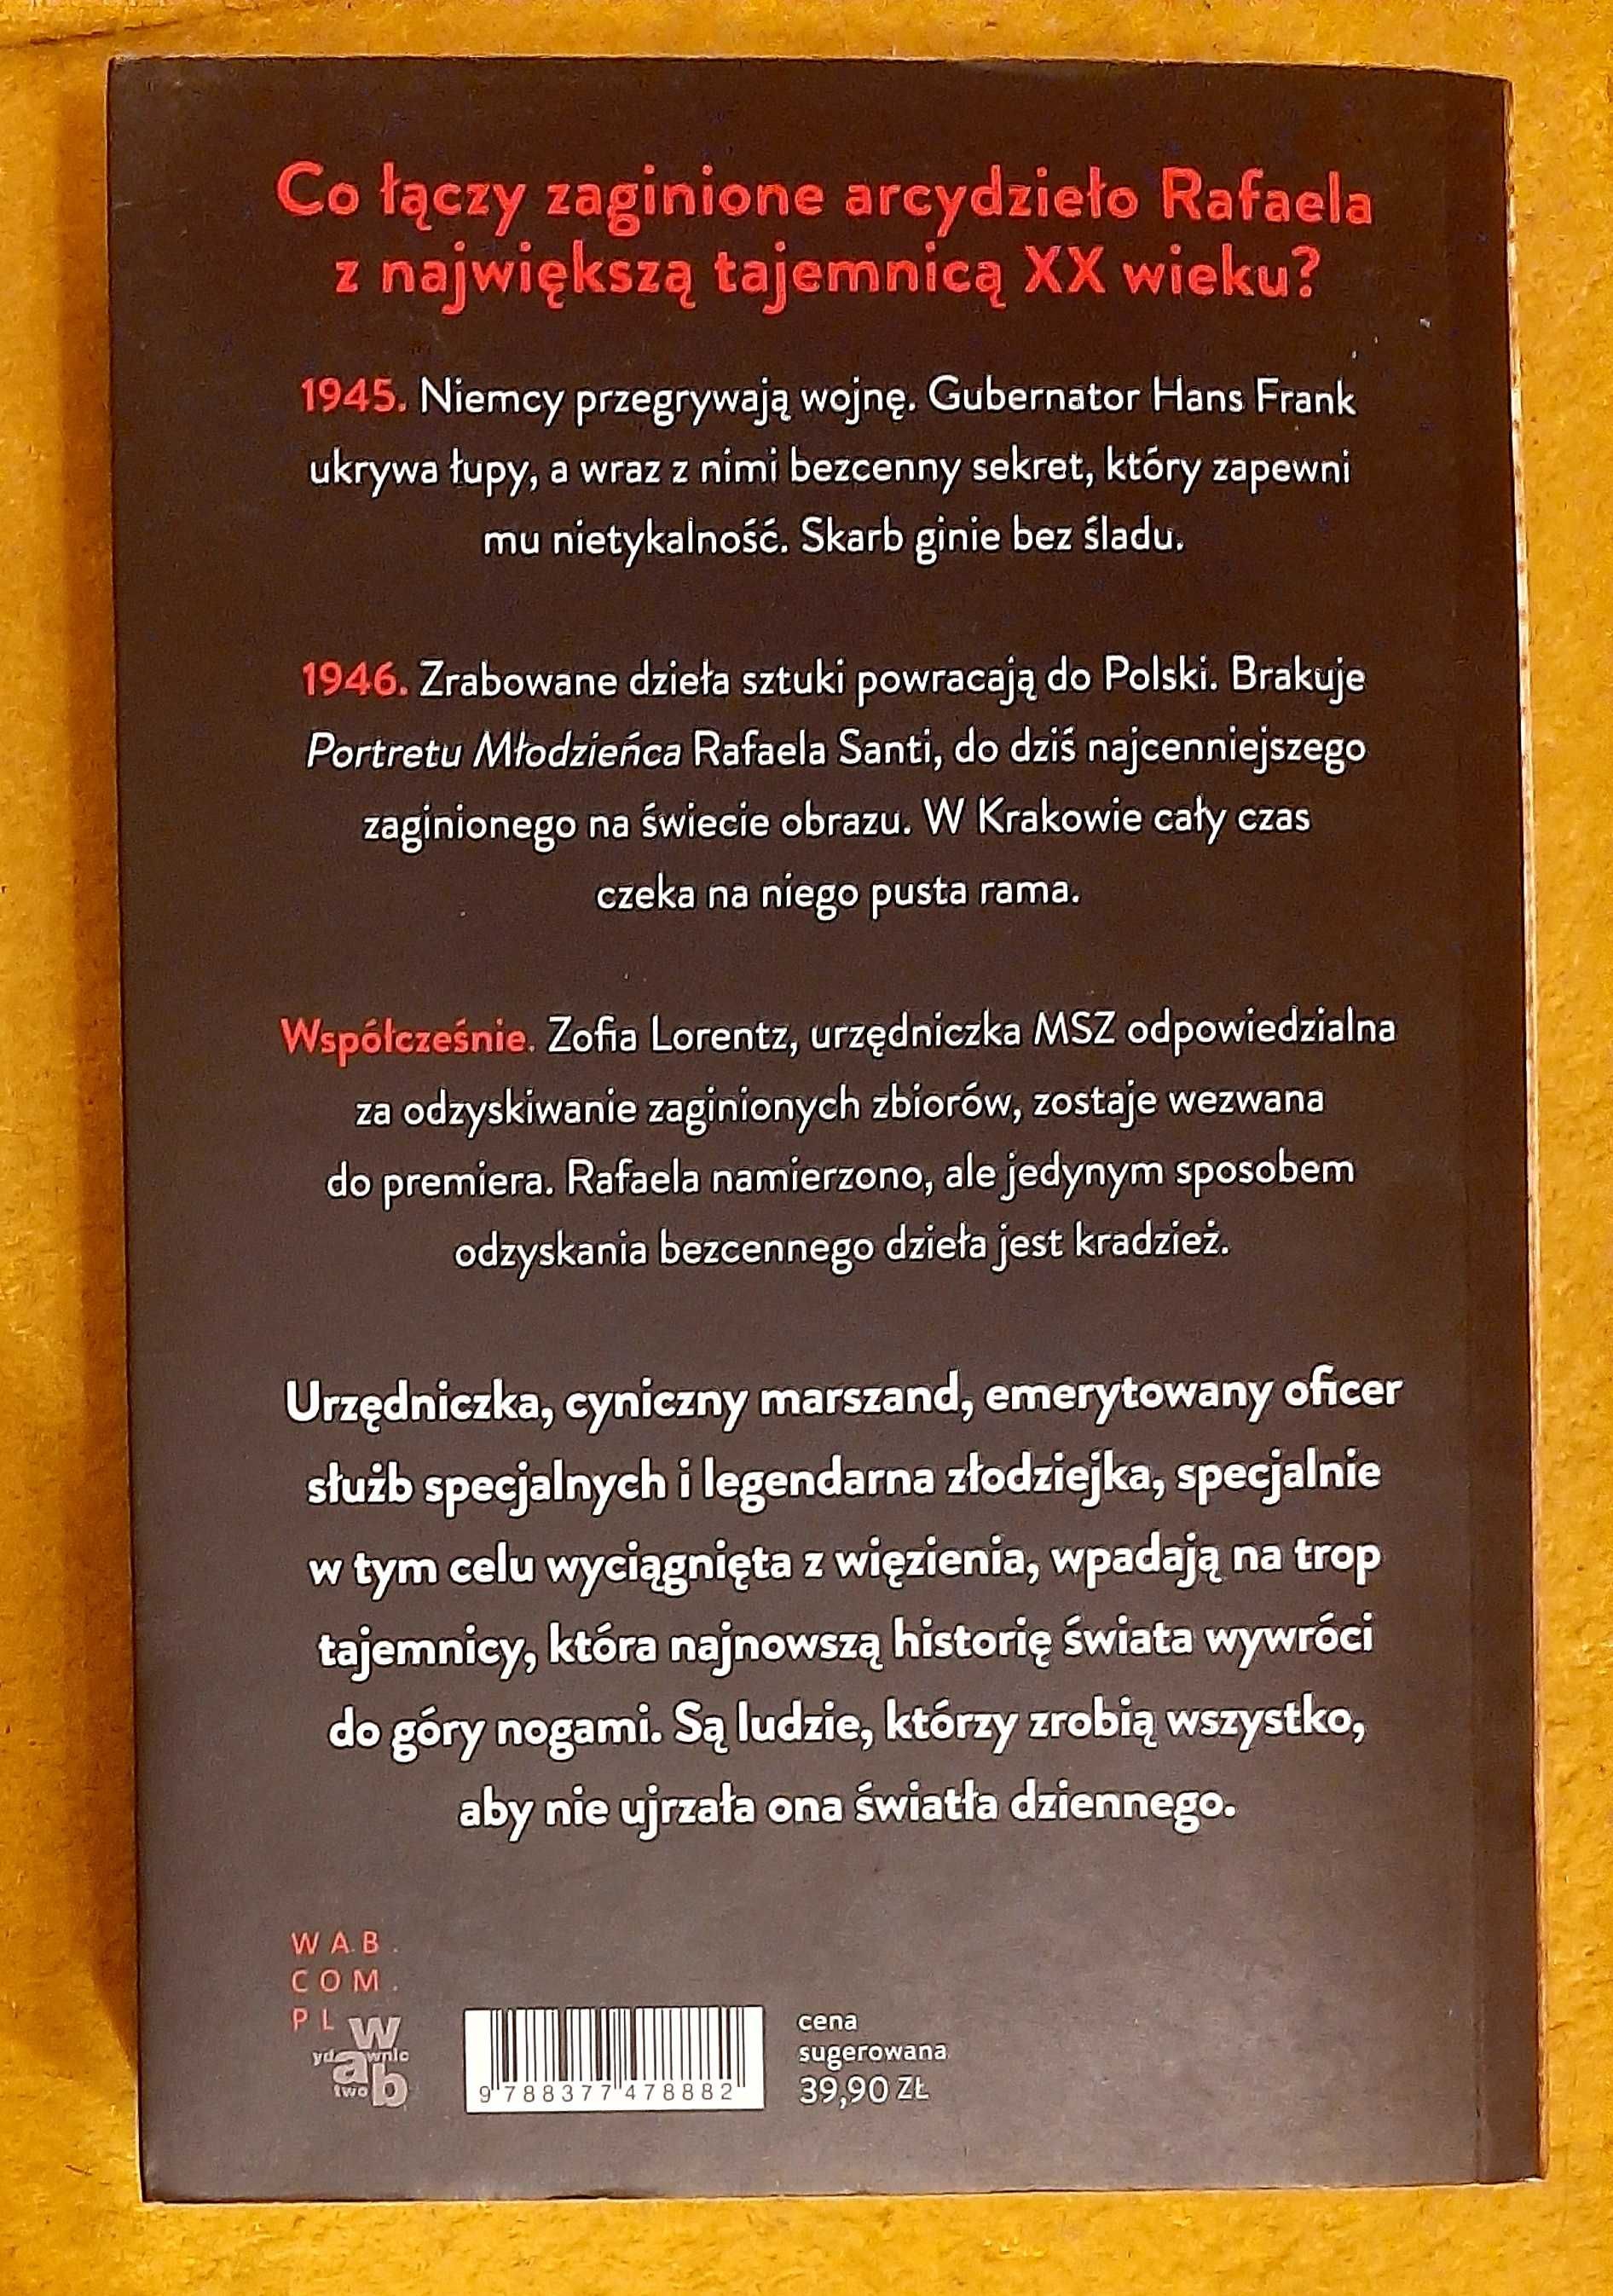 Co łączy zaginione arcydzieło Rafaela
z największą tajemnicą XX wieku?
1945. Niemcy przegrywają wojnę. Gubernator Hans Frank
ukrywa łupy, a wraz z nimi bezcenny sekret, który zapewni
mu nietykalność. Skarb ginie bez śladu.
1946. Zrabowane dzieła sztuki powracają do Polski. Brakuje
Portretu Młodzieńca Rafaela Santi, do dziś najcenniejszego
zaginionego na świecie obrazu. W Krakowie cały czas
czeka na niego pusta rama.
Współcześnie. Zofia Lorentz, urzędniczka MSZ odpowiedzialna
za odzyskiwanie zaginionych zbiorów, zostaje wezwana
do premiera. Rafaela namierzono, ale jedynym sposobem
odzyskania bezcennego dzieła jest kradzież.
Urzędniczka, cyniczny marszand, emerytowany oficer
służb specjalnych i legendarna złodziejka, specjalnie
w tym celu wyciągnięta z więzienia, wpadają na trop
tajemnicy, która najnowszą historię świata wywróci
do góry nogami. Są ludzie, którzy zrobią wszystko,
aby nie ujrzała ona światła dziennego.
WAB.
COM.
PL
w
ydawnic
a
two b
9 788377 478882
cena
sugerowana
39,90 ZŁ